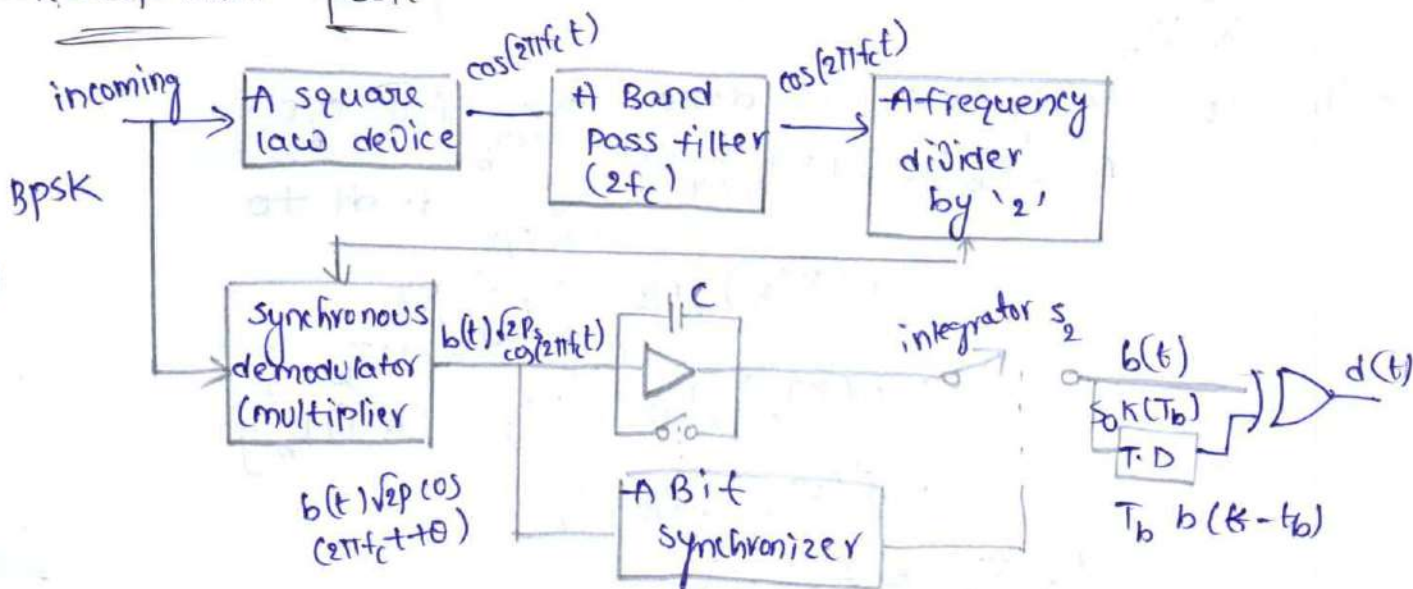 incoming
BPSK
A square
law device
cos(2πfct)
A Band
Pass filter
(2fc)
cos(2πfct)
A frequency
divider
by '2'
synchronous
demodulator
(multiplier
b(t)√2Ps
cos(2πfct)
C
integrator S2
b(t)
S0 K(Tb)
T.D
d(t)
b(t)√2P cos
(2πfct+θ)
A Bit
synchronizer
Tb b(t-tb)